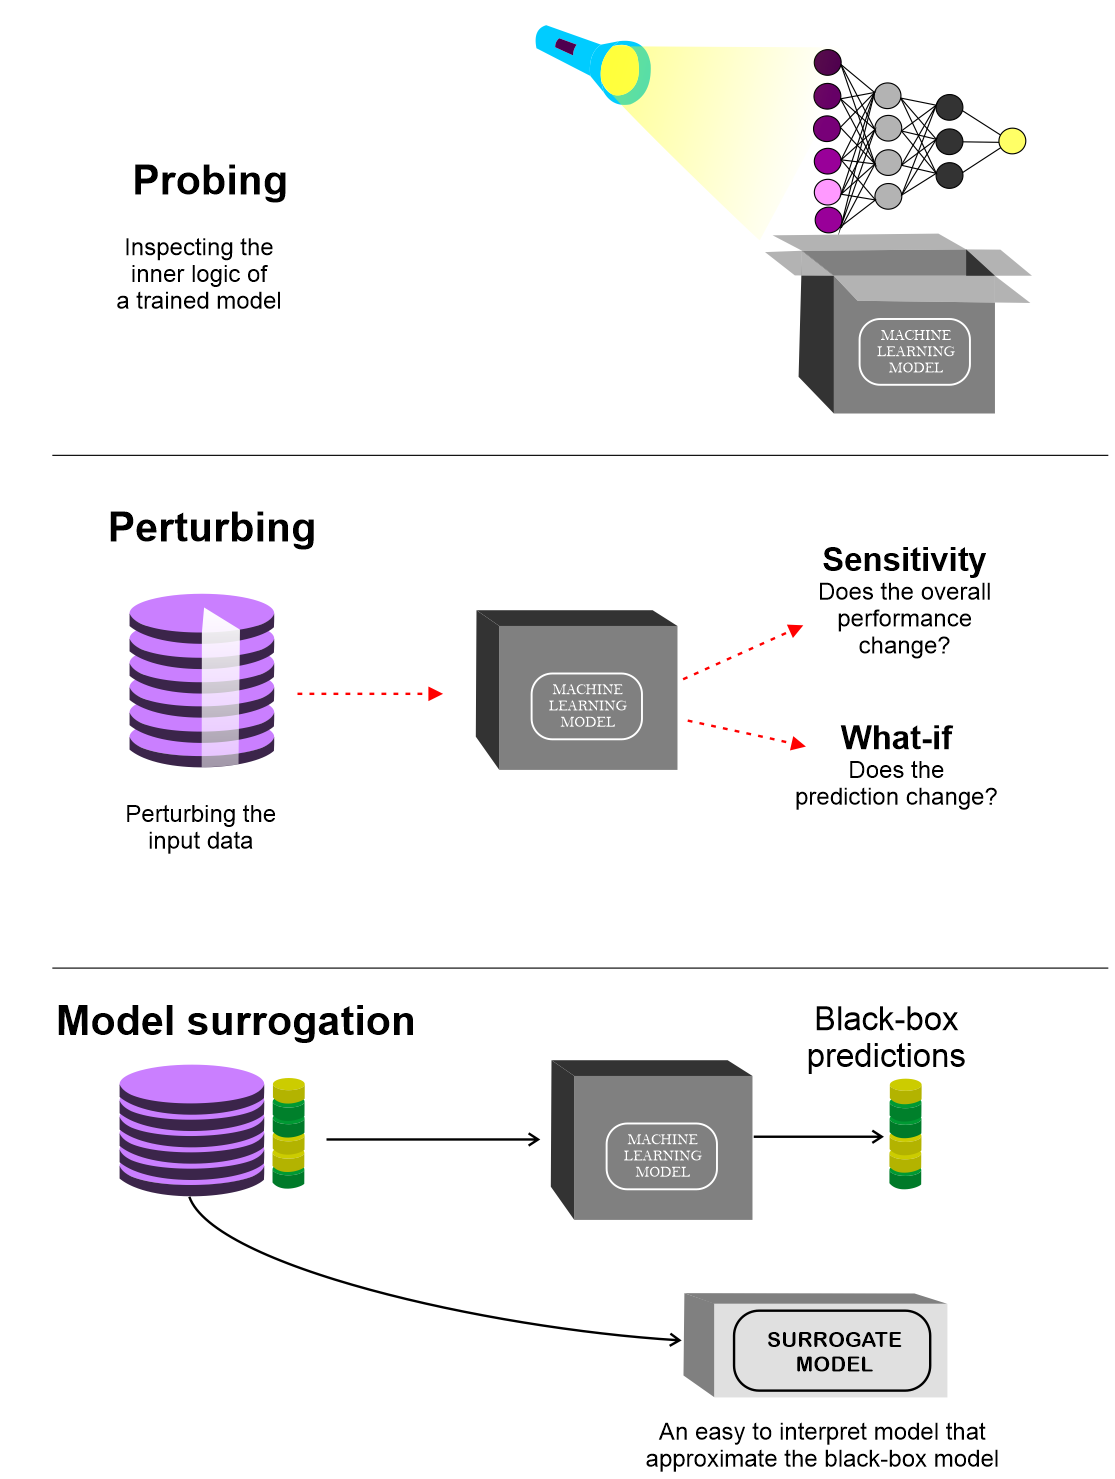 Probing
Inspecting the
inner logic of
a trained model
MACHINE
LEARNING
MODEL
Perturbing
Perturbing the
input data
MACHINE
LEARNING
MODEL
Sensitivity
Does the overall
performance
change?
What-if
Does the
prediction change?
Model surrogation
MACHINE
LEARNING
MODEL
Black-box
predictions
SURROGATE
MODEL
An easy to interpret model that
approximate the black-box model